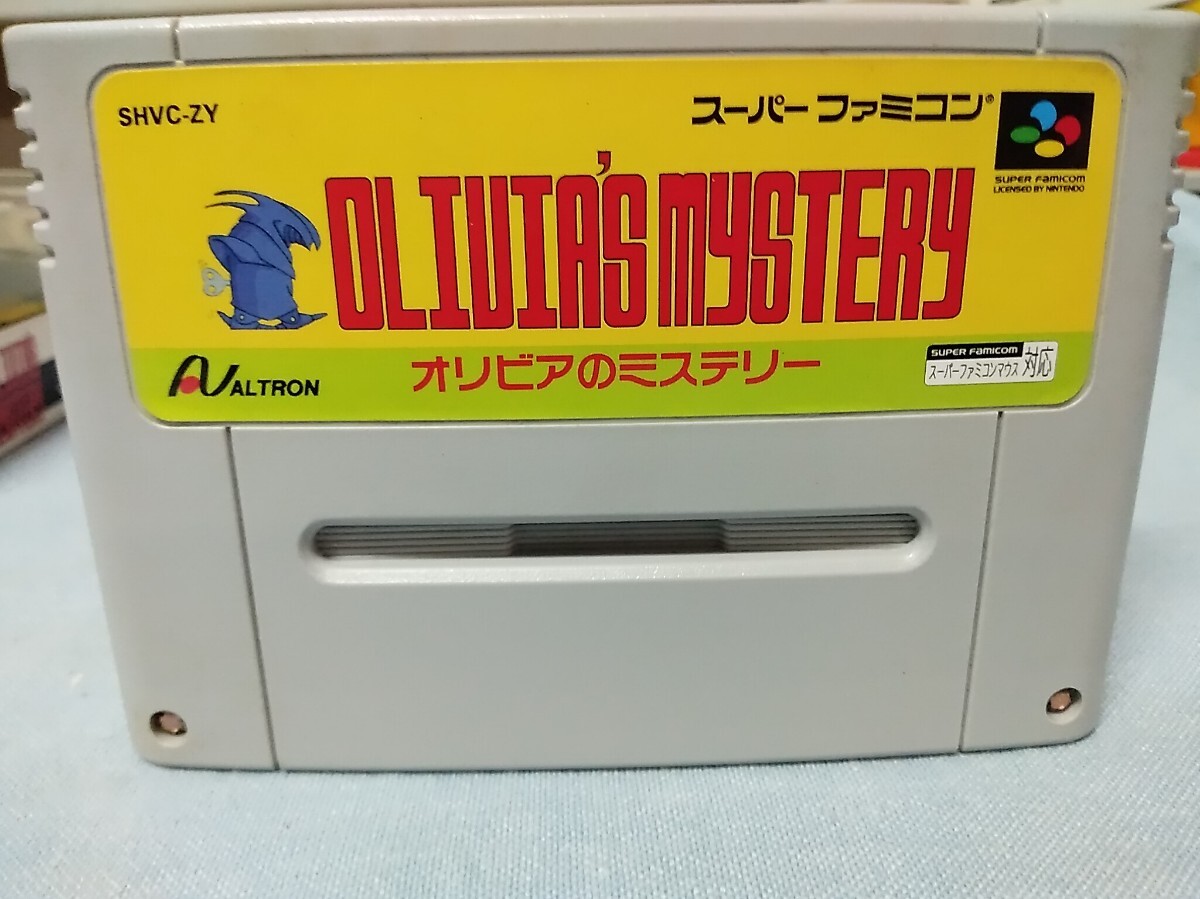 SHVC-ZY
スーパーファミコン®
SUPER FAMICOM
LICENSED BY NINTENDO
OLIVIA'S MYSTERY
ALTRON
オリビアのミステリー
SUPER FAMICOM
スーパーファミコンマウス 対応